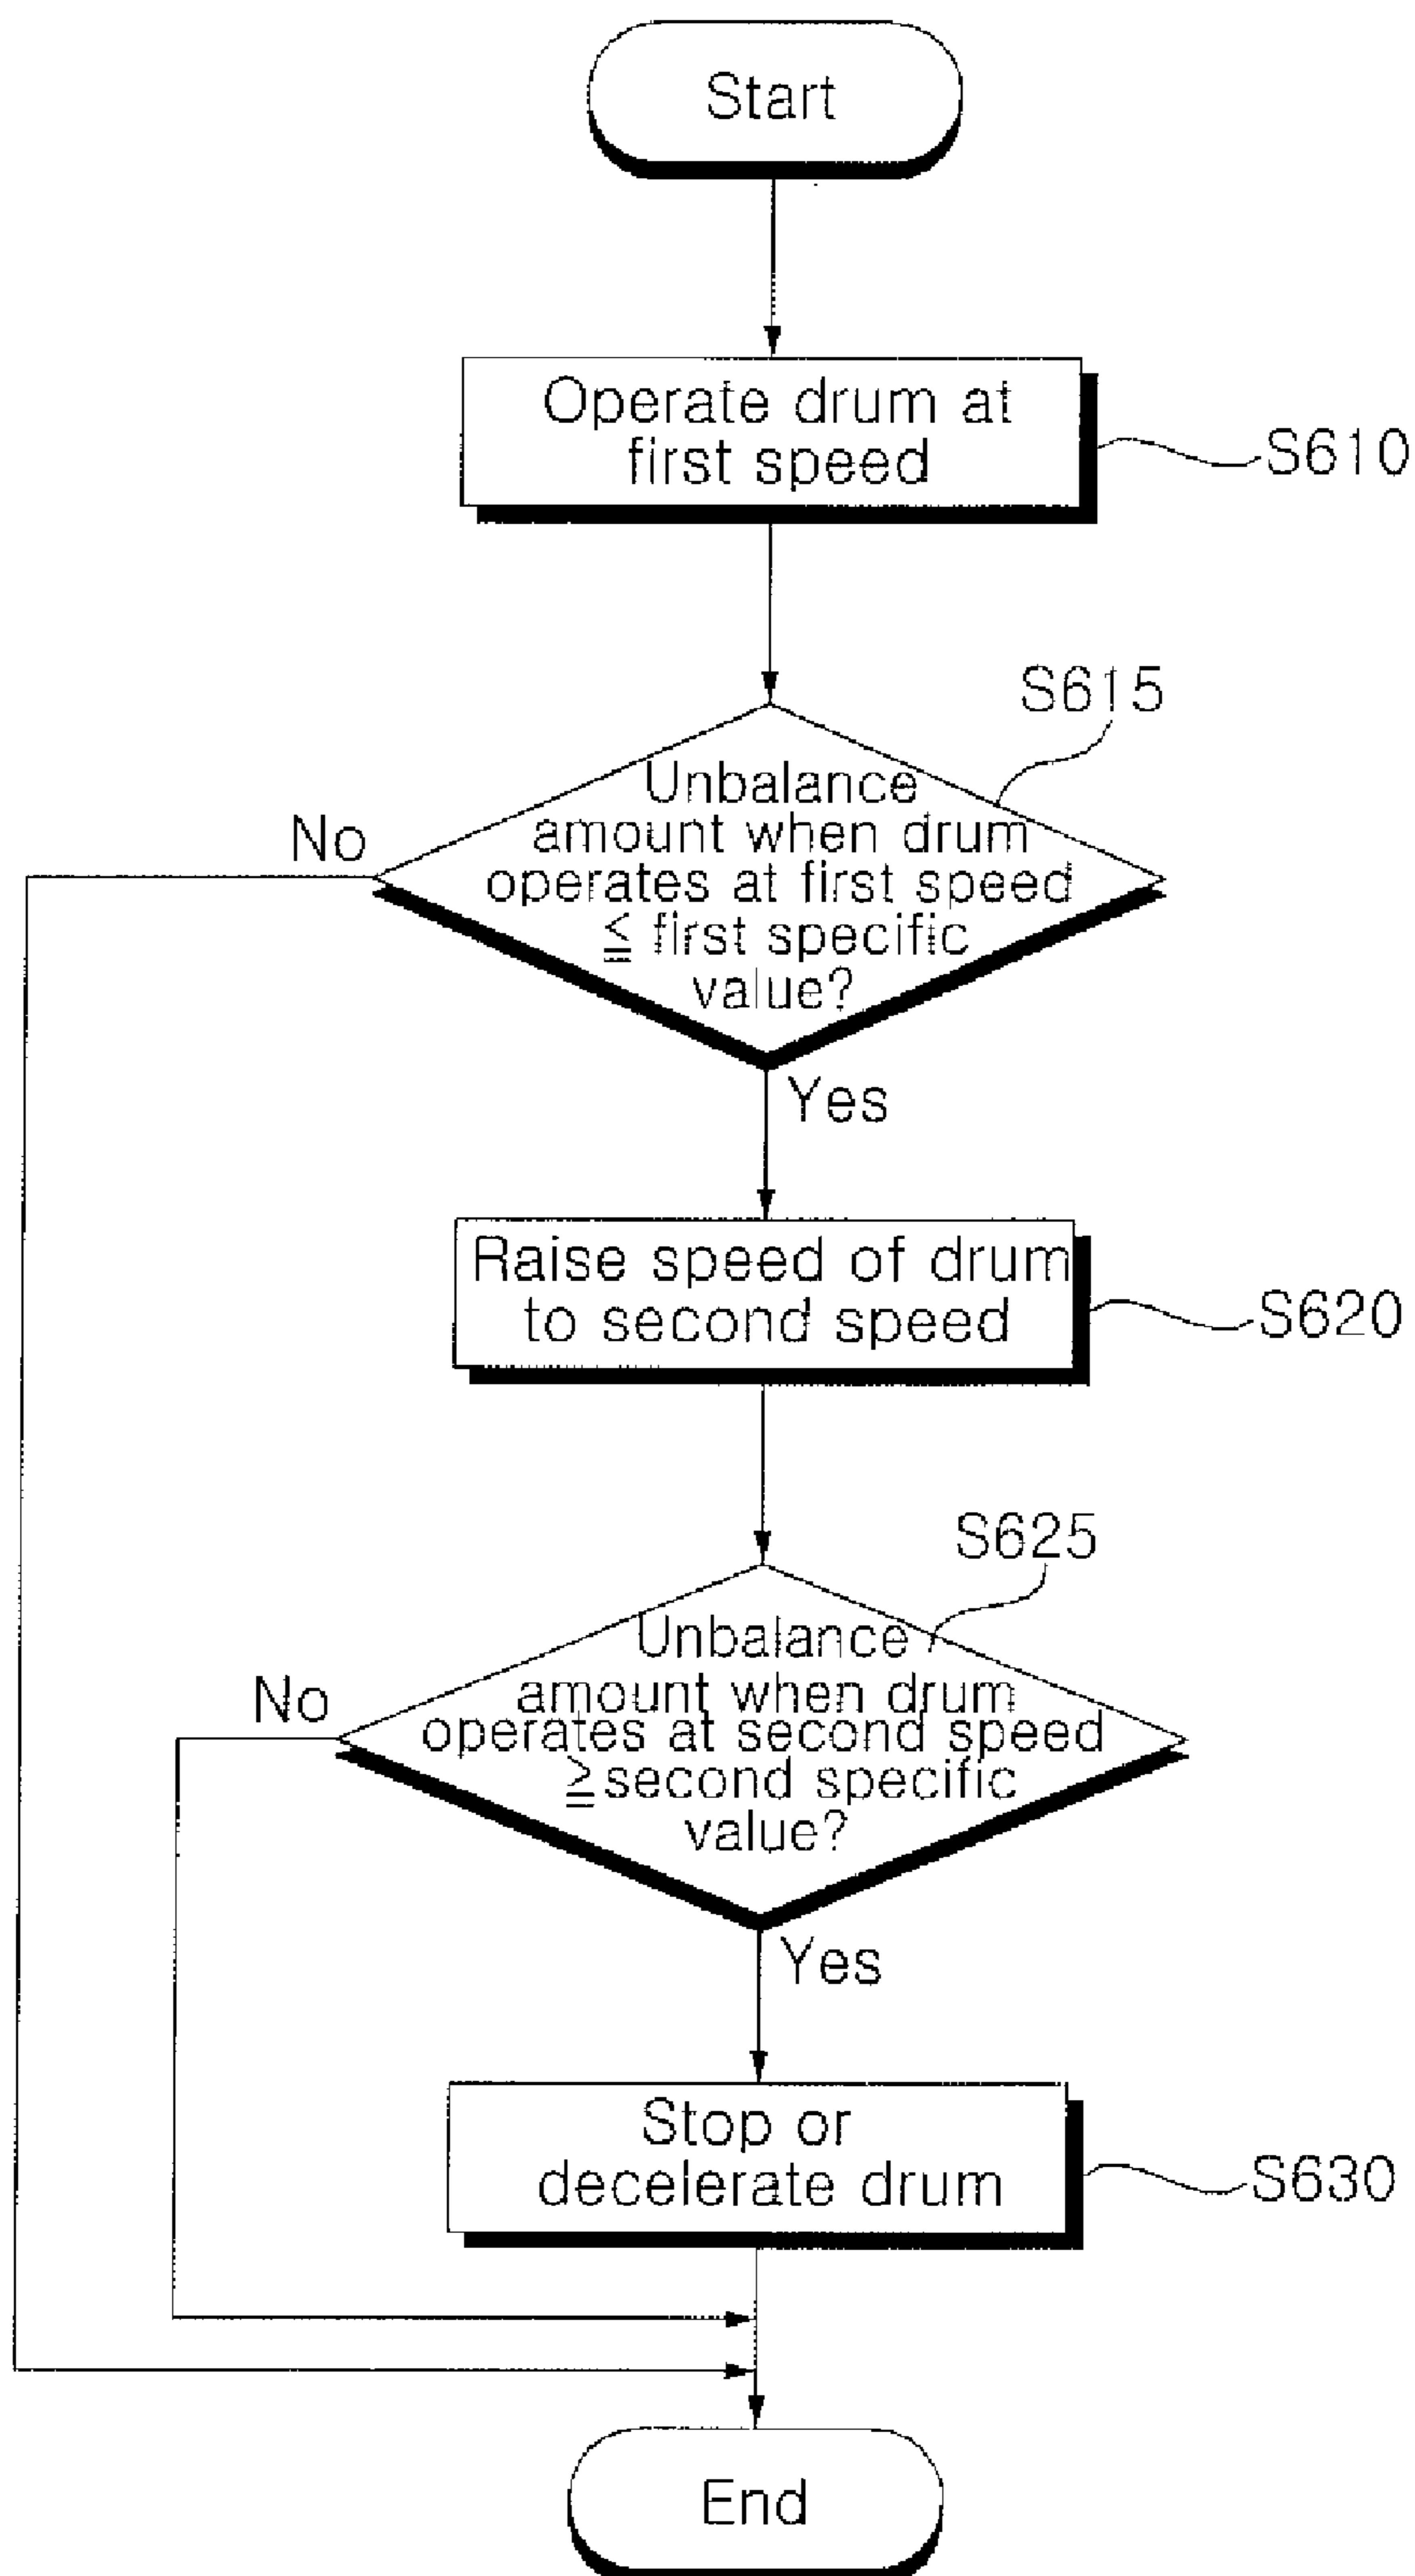 Start
Operate drum at
first speed
S610
S615
Unbalance
amount when drum
operates at first speed
≦ first specific
value?
No
Yes
Raise speed of drum
to second speed
S620
S625
Unbalance
amount when drum
operates at second speed
≧second specific
value?
No
Yes
Stop or
decelerate drum
S630
End